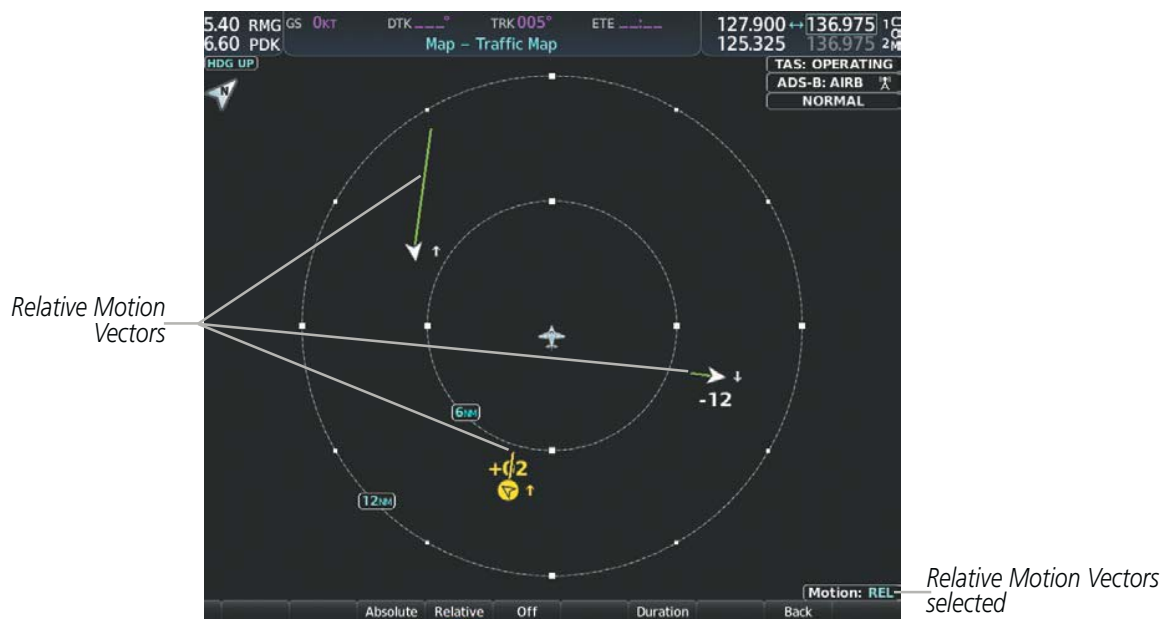 5.40 RMG GS 0KT DTK ___° TRK 005° ETE __:__ 127.900 ↔ 136.975
6.60 PDK Map – Traffic Map 125.325 136.975
HDG UP
TAS: OPERATING
ADS-B: AIRB
NORMAL
N
Relative Motion
Vectors
-12
6NM
+02
12NM
Motion: REL
Relative Motion Vectors
selected
Absolute Relative Off Duration Back